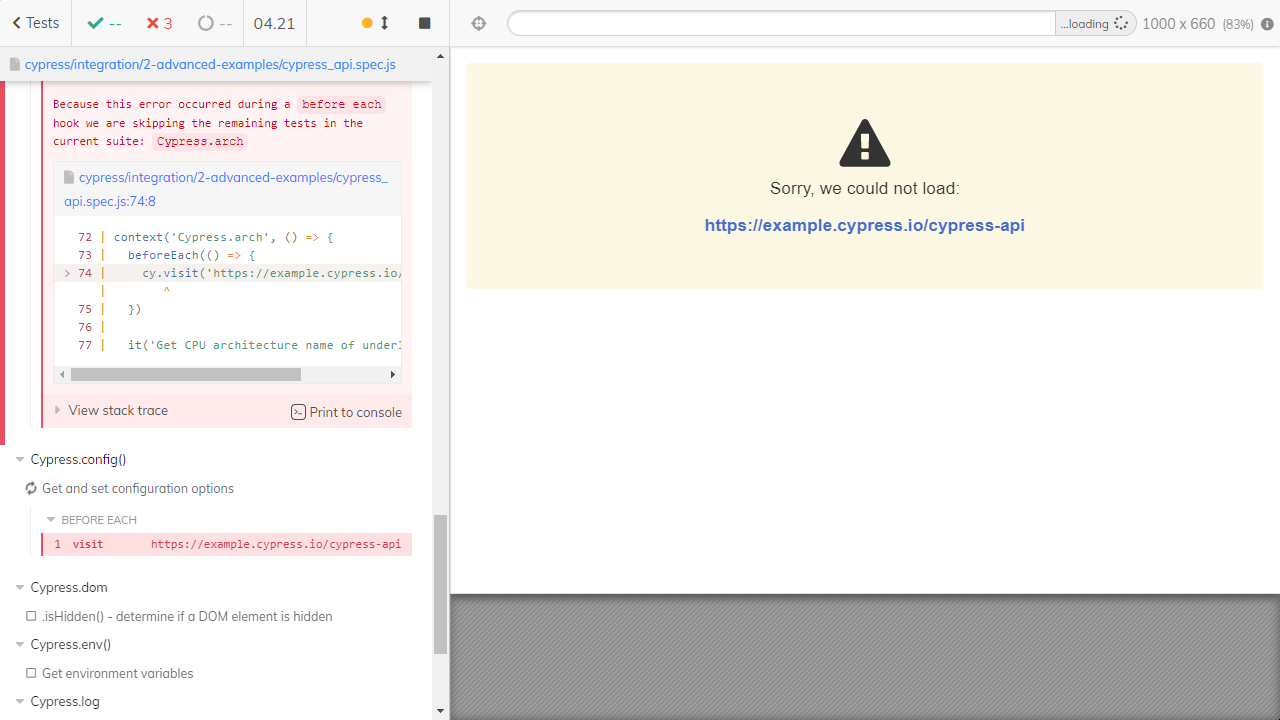 Tests
--
3
--
04.21
...loading
1000 x 660 (83%)
cypress/integration/2-advanced-examples/cypress_api.spec.js
Because this error occurred during a before each
hook we are skipping the remaining tests in the
current suite: Cypress.arch
cypress/integration/2-advanced-examples/cypress_
api.spec.js:74:8
72 | context('Cypress.arch', () => {
73 |   beforeEach(() => {
> 74 |     cy.visit('https://example.cypress.io/
|        ^
75 |   })
76 |
77 |   it('Get CPU architecture name of underl
View stack trace
Print to console
Cypress.config()
Get and set configuration options
BEFORE EACH
1 visit https://example.cypress.io/cypress-api
Cypress.dom
.isHidden() - determine if a DOM element is hidden
Cypress.env()
Get environment variables
Cypress.log
Sorry, we could not load:
https://example.cypress.io/cypress-api